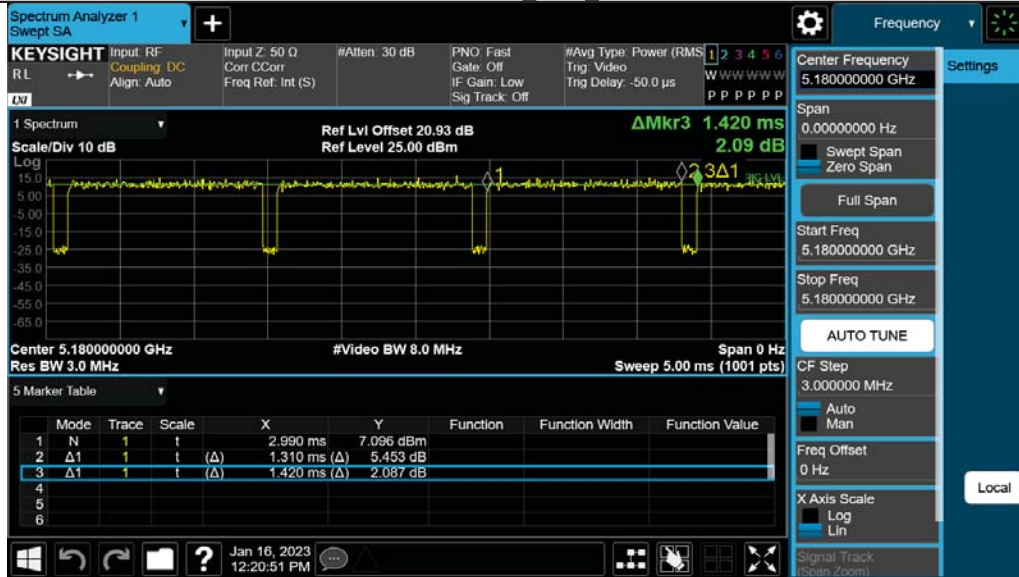 Spectrum Analyzer 1
Swept SA
Frequency
KEYSIGHT
RL
LXI
Input: RF
Coupling: DC
Align: Auto
Input Z: 50 Ω
Corr CCorr
Freq Ref: Int (S)
#Atten: 30 dB
PNO: Fast
Gate: Off
IF Gain: Low
Sig Track: Off
#Avg Type: Power (RMS
Trig: Video
Trig Delay: -50.0 µs
1 2 3 4 5 6
W W W W W W
P P P P P P
Center Frequency
5.180000000 GHz
Settings
1 Spectrum
Scale/Div 10 dB
Ref Lvl Offset 20.93 dB
Ref Level 25.00 dBm
ΔMkr3 1.420 ms
2.09 dB
Log
15.0
5.00
-5.00
-15.0
-25.0
-35.0
-45.0
-55.0
-65.0
1
2 3Δ1
Center 5.180000000 GHz
#Video BW 8.0 MHz
Span 0 Hz
Res BW 3.0 MHz
Sweep 5.00 ms (1001 pts)
Span
0.00000000 Hz
Swept Span
Zero Span
Full Span
Start Freq
5.180000000 GHz
Stop Freq
5.180000000 GHz
AUTO TUNE
CF Step
3.000000 MHz
Auto
Man
Freq Offset
0 Hz
X Axis Scale
Log
Lin
Signal Track
(Span Zoom)
Local
5 Marker Table
Mode Trace Scale X Y Function Function Width Function Value
1 N 1 t 2.990 ms 7.096 dBm
2 Δ1 1 t (Δ) 1.310 ms (Δ) 5.453 dB
3 Δ1 1 t (Δ) 1.420 ms (Δ) 2.087 dB
4
5
6
Jan 16, 2023
12:20:51 PM